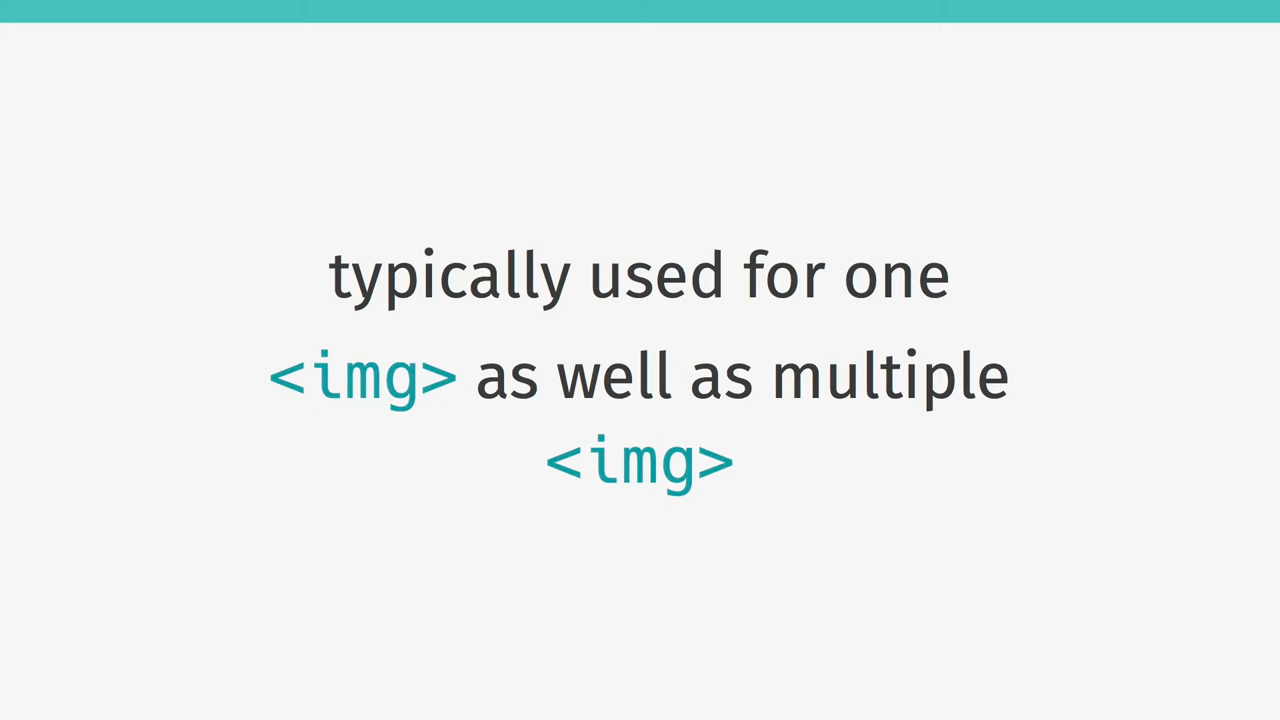 typically used for one
<img> as well as multiple
<img>